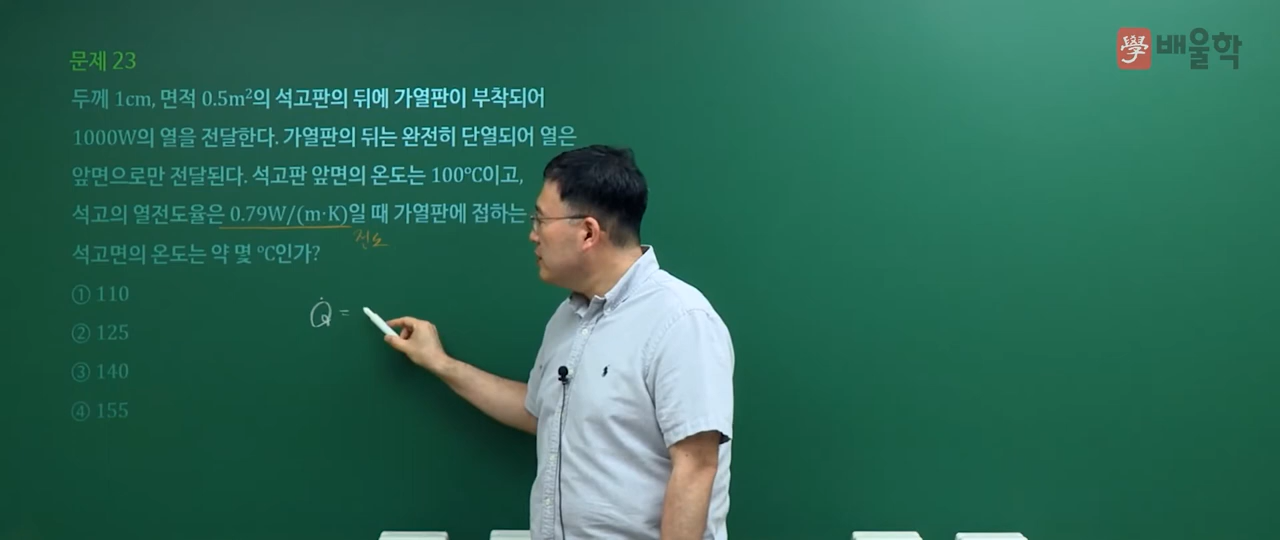 學 배울학
문제 23
두께 1cm, 면적 0.5m²의 석고판의 뒤에 가열판이 부착되어
1000W의 열을 전달한다. 가열판의 뒤는 완전히 단열되어 열은
앞면으로만 전달된다. 석고판 앞면의 온도는 100℃이고,
석고의 열전도율은 0.79W/(m·K)일 때 가열판에 접하는
전도
석고면의 온도는 약 몇 ℃인가?
① 110
Q̇ =
② 125
③ 140
④ 155